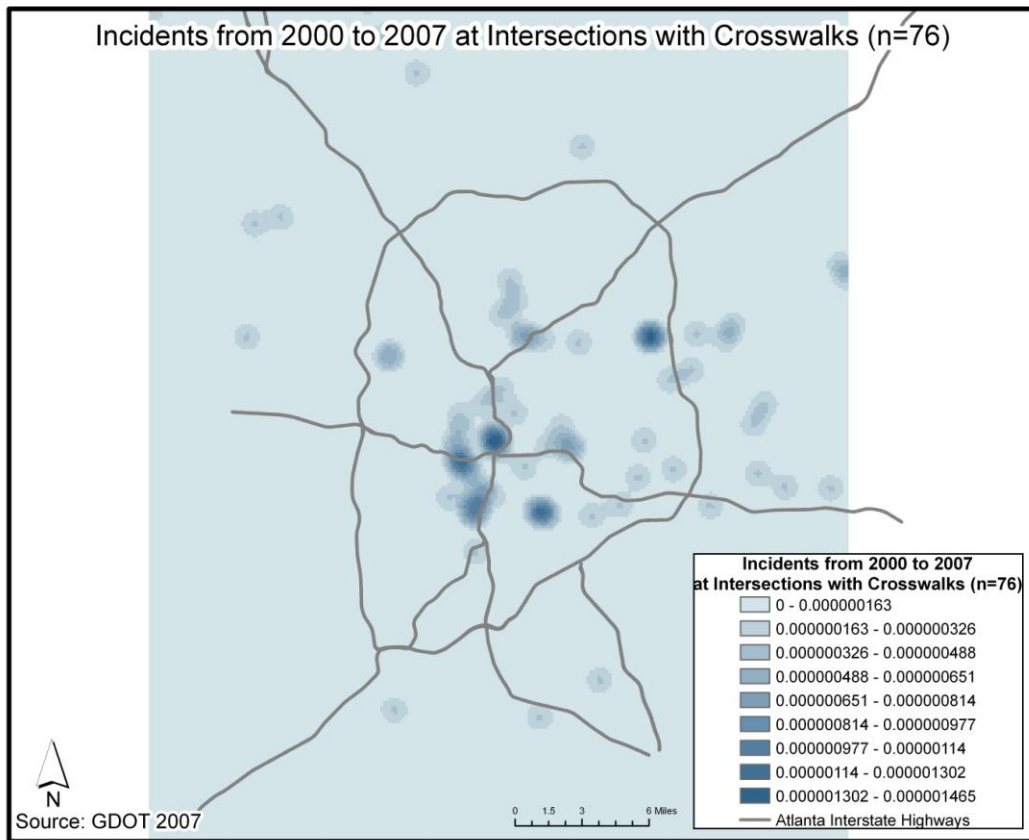 Incidents from 2000 to 2007 at Intersections with Crosswalks (n=76)
Incidents from 2000 to 2007
at Intersections with Crosswalks (n=76)
0 - 0.000000163
0.000000163 - 0.000000326
0.000000326 - 0.000000488
0.000000488 - 0.000000651
0.000000651 - 0.000000814
0.000000814 - 0.000000977
0.000000977 - 0.00000114
0.00000114 - 0.000001302
0.000001302 - 0.000001465
Atlanta Interstate Highways
N
Source: GDOT 2007
0 1.5 3 6 Miles